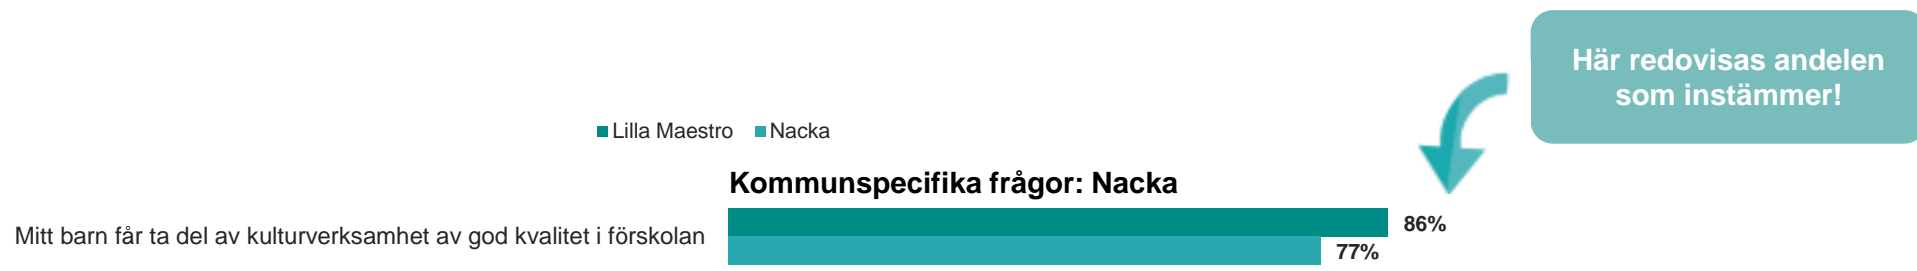 Här redovisas andelen
som instämmer!
Lilla Maestro Nacka
Kommunspecifika frågor: Nacka
Mitt barn får ta del av kulturverksamhet av god kvalitet i förskolan
86%
77%